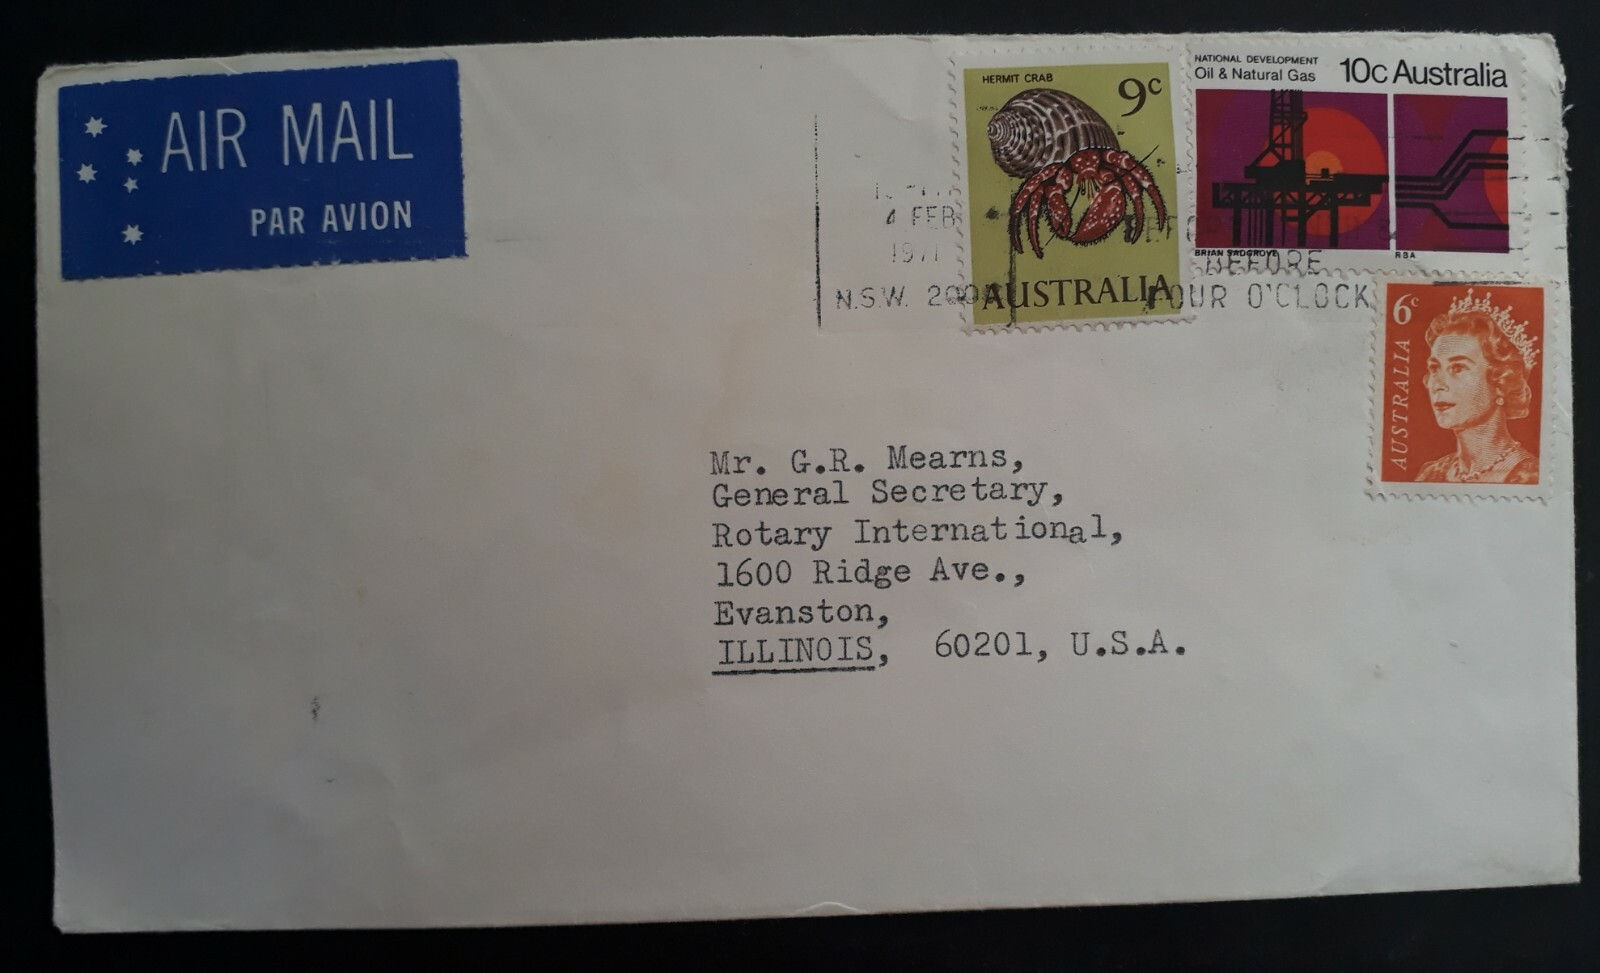 AIR MAIL
PAR AVION
HERMIT CRAB
9c
AUSTRALIA
NATIONAL DEVELOPMENT
Oil & Natural Gas
10c Australia
BRIAN SADGROVE
RBA
4 FEB
1971
N.S.W. 200
BEFORE
FOUR O'CLOCK
6c
AUSTRALIA
Mr. G.R. Mearns,
General Secretary,
Rotary International,
1600 Ridge Ave.,
Evanston,
ILLINOIS, 60201, U.S.A.